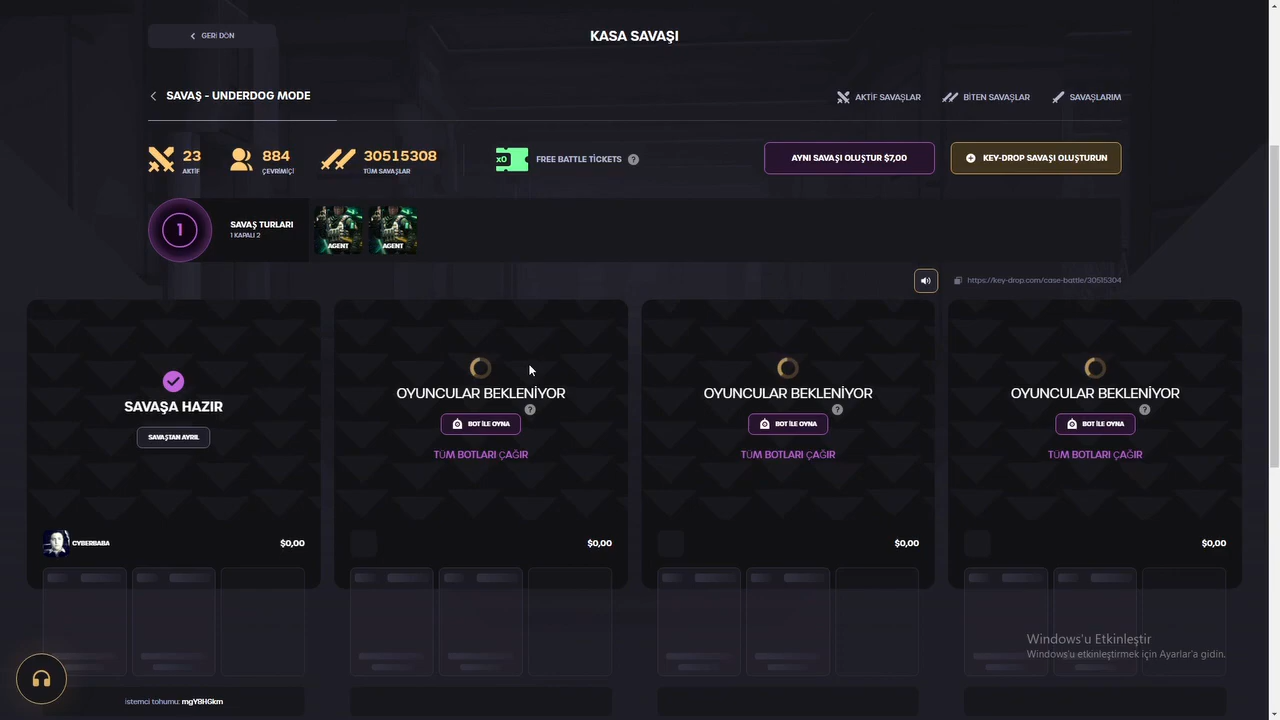 GERİ DÖN
KASA SAVAŞI
SAVAŞ - UNDERDOG MODE
AKTİF SAVAŞLAR
BİTEN SAVAŞLAR
SAVAŞLARIM
23
AKTİF
884
ÇEVRİMİÇİ
30515308
TÜM SAVAŞLAR
x0
FREE BATTLE TİCKETS ?
AYNI SAVAŞI OLUŞTUR $7,00
KEY-DROP SAVAŞI OLUŞTURUN
1
SAVAŞ TURLARI
1 KAPALI 2
AGENT
AGENT
https://key-drop.com/case-battle/30515304
SAVAŞA HAZIR
SAVAŞTAN AYRIL
CYBERBABA
$0,00
OYUNCULAR BEKLENİYOR
?
BOT İLE OYNA
TÜM BOTLARI ÇAĞIR
$0,00
OYUNCULAR BEKLENİYOR
?
BOT İLE OYNA
TÜM BOTLARI ÇAĞIR
$0,00
OYUNCULAR BEKLENİYOR
?
BOT İLE OYNA
TÜM BOTLARI ÇAĞIR
$0,00
Windows'u Etkinleştir
Windows'u etkinleştirmek için Ayarlar'a gidin.
istemci tohumu: mgYBHGkm